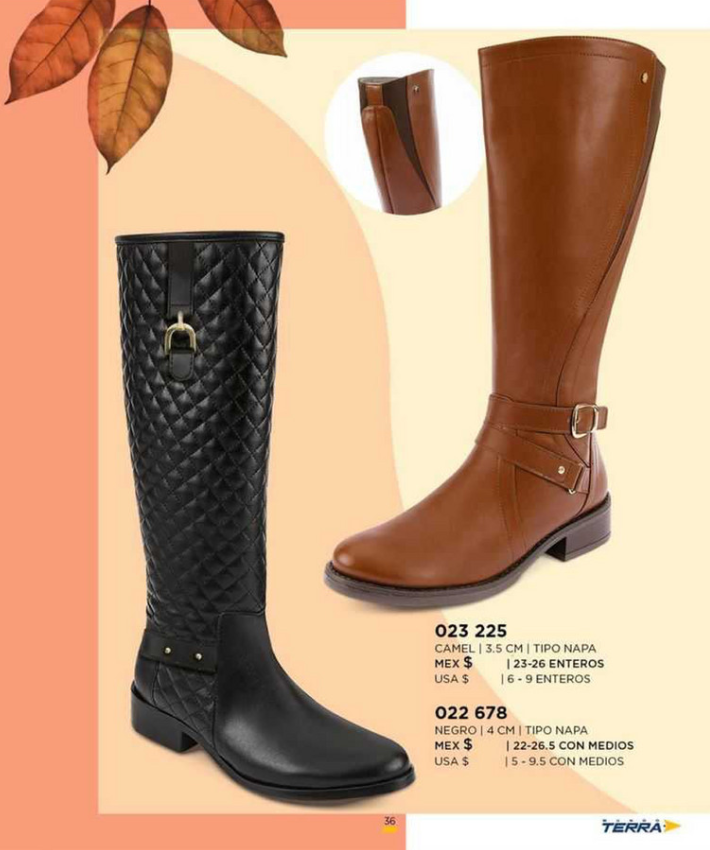 023 225
CAMEL | 3.5 CM | TIPO NAPA
MEX $ | 23-26 ENTEROS
USA $ | 6 - 9 ENTEROS
022 678
NEGRO | 4 CM | TIPO NAPA
MEX $ | 22-26.5 CON MEDIOS
USA $ | 5 - 9.5 CON MEDIOS
36
TERRA